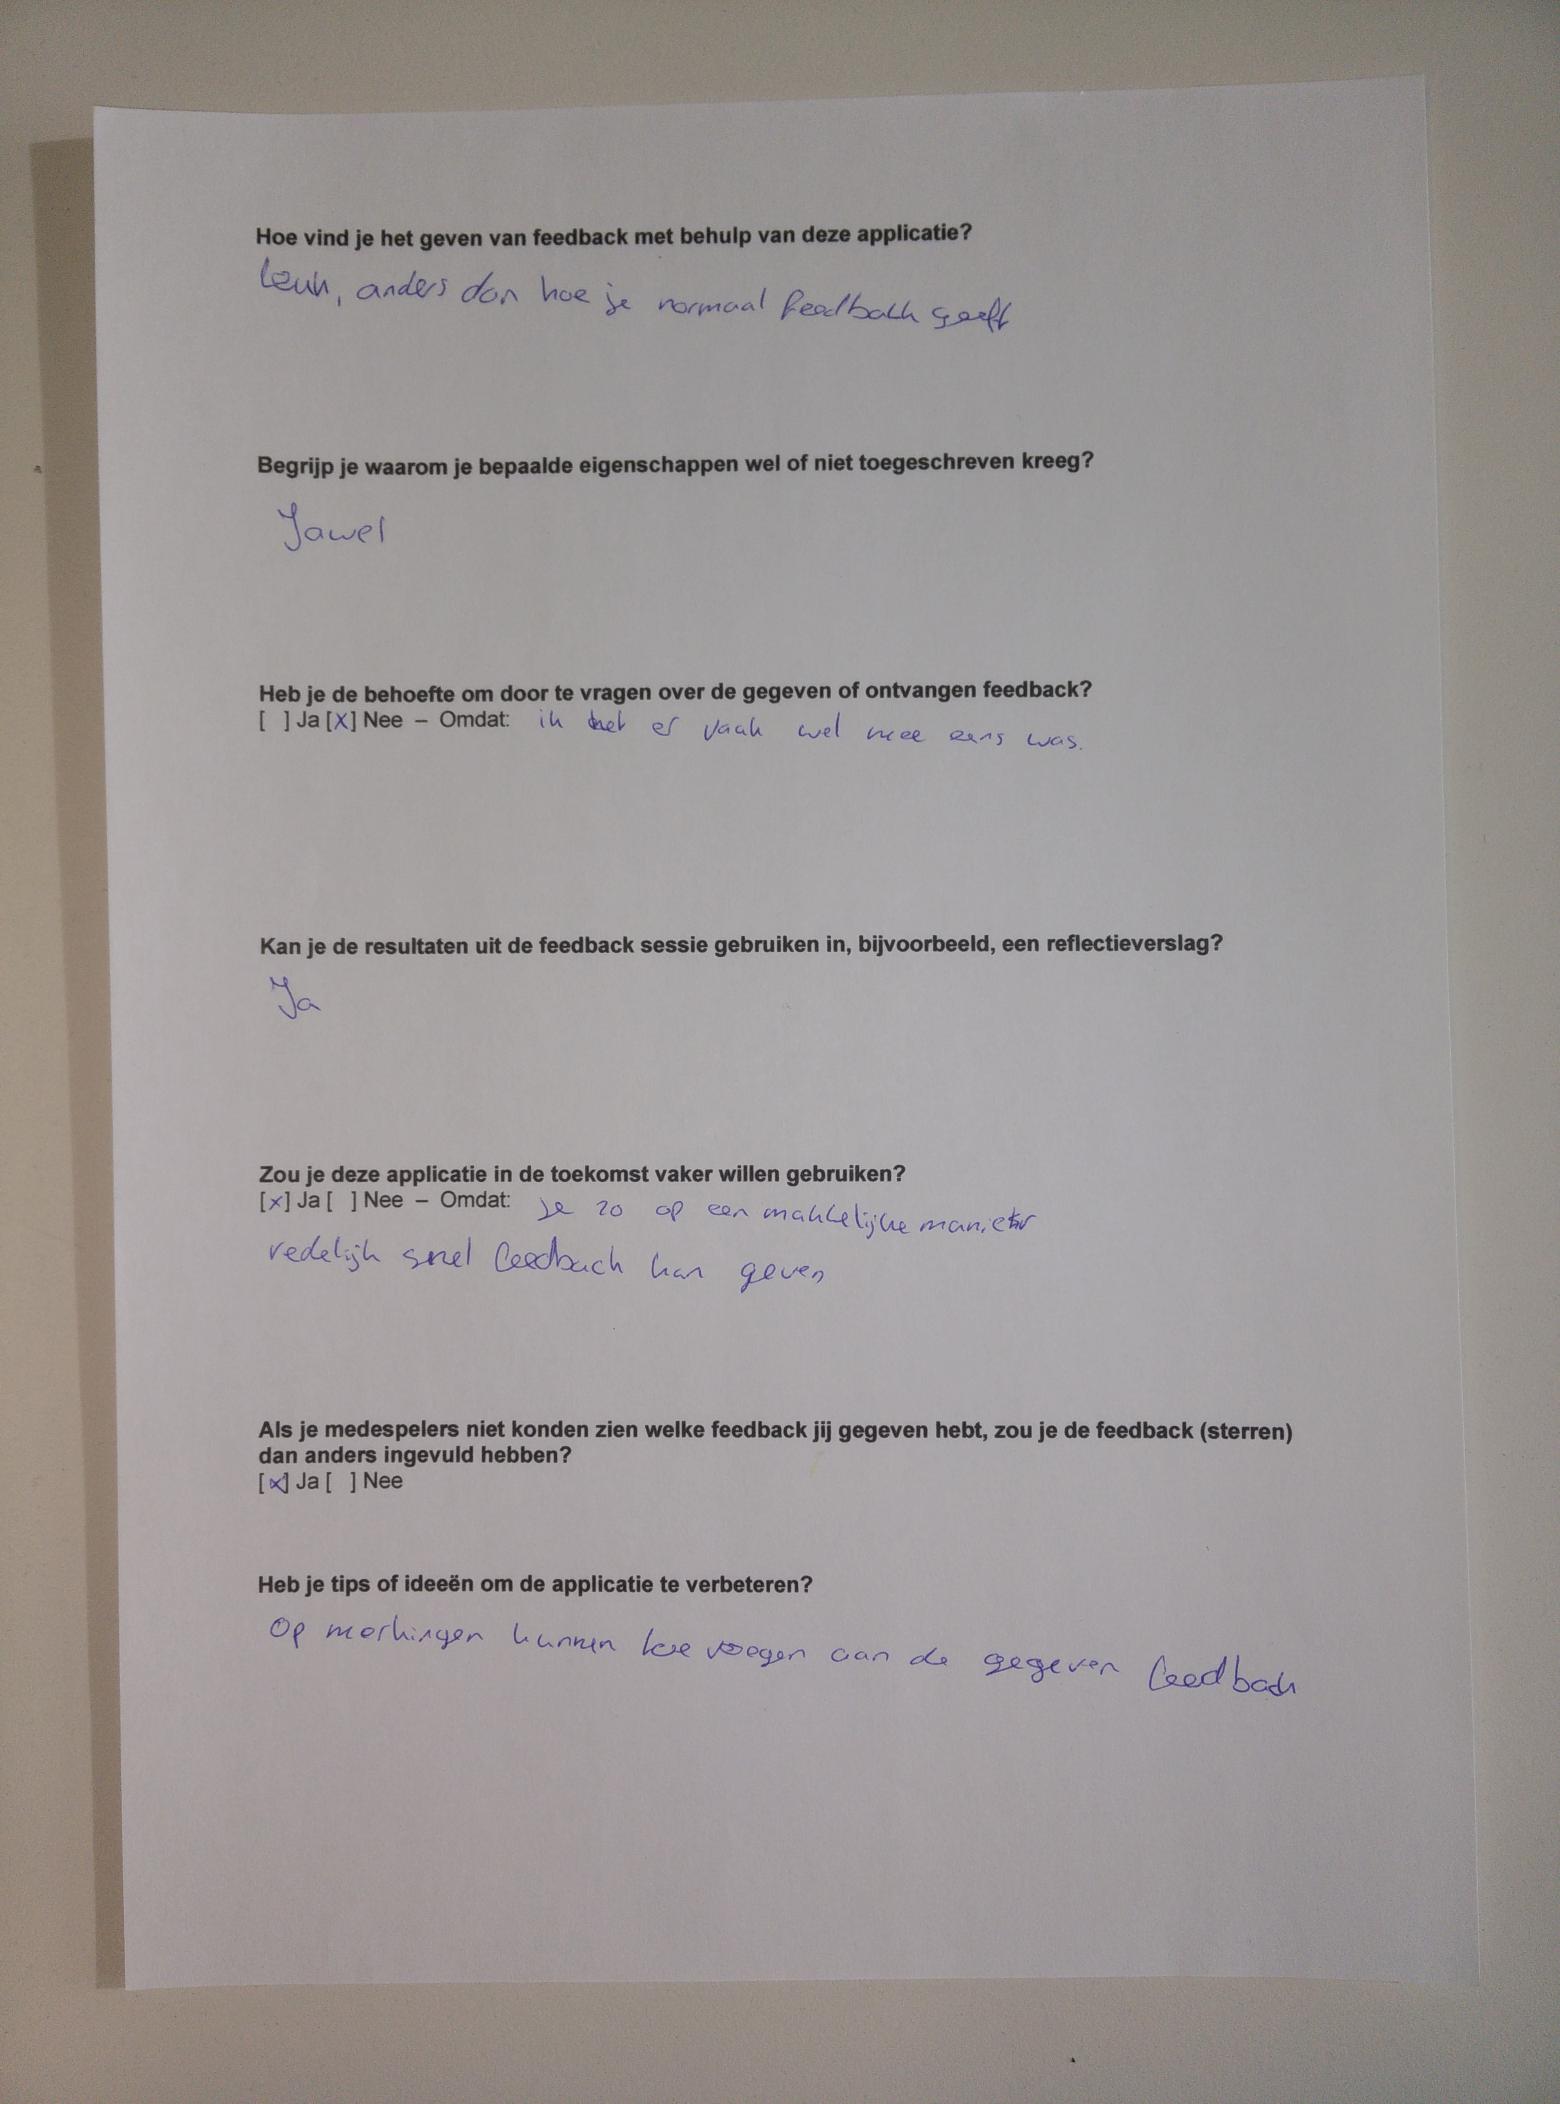 Hoe vind je het geven van feedback met behulp van deze applicatie?
Leuk, anders dan hoe je normaal feedback geeft
Begrijp je waarom je bepaalde eigenschappen wel of niet toegeschreven kreeg?
Jawel
Heb je de behoefte om door te vragen over de gegeven of ontvangen feedback?
[ ] Ja [x] Nee – Omdat: ik het er vaak wel mee eens was.
Kan je de resultaten uit de feedback sessie gebruiken in, bijvoorbeeld, een reflectieverslag?
Ja
Zou je deze applicatie in de toekomst vaker willen gebruiken?
[x] Ja [ ] Nee – Omdat: je zo op een makkelijke manier
redelijk snel feedback kan geven
Als je medespelers niet konden zien welke feedback jij gegeven hebt, zou je de feedback (sterren)
dan anders ingevuld hebben?
[x] Ja [ ] Nee
Heb je tips of ideeën om de applicatie te verbeteren?
Op merkingen kunnen toe voegen aan de gegeven feedback